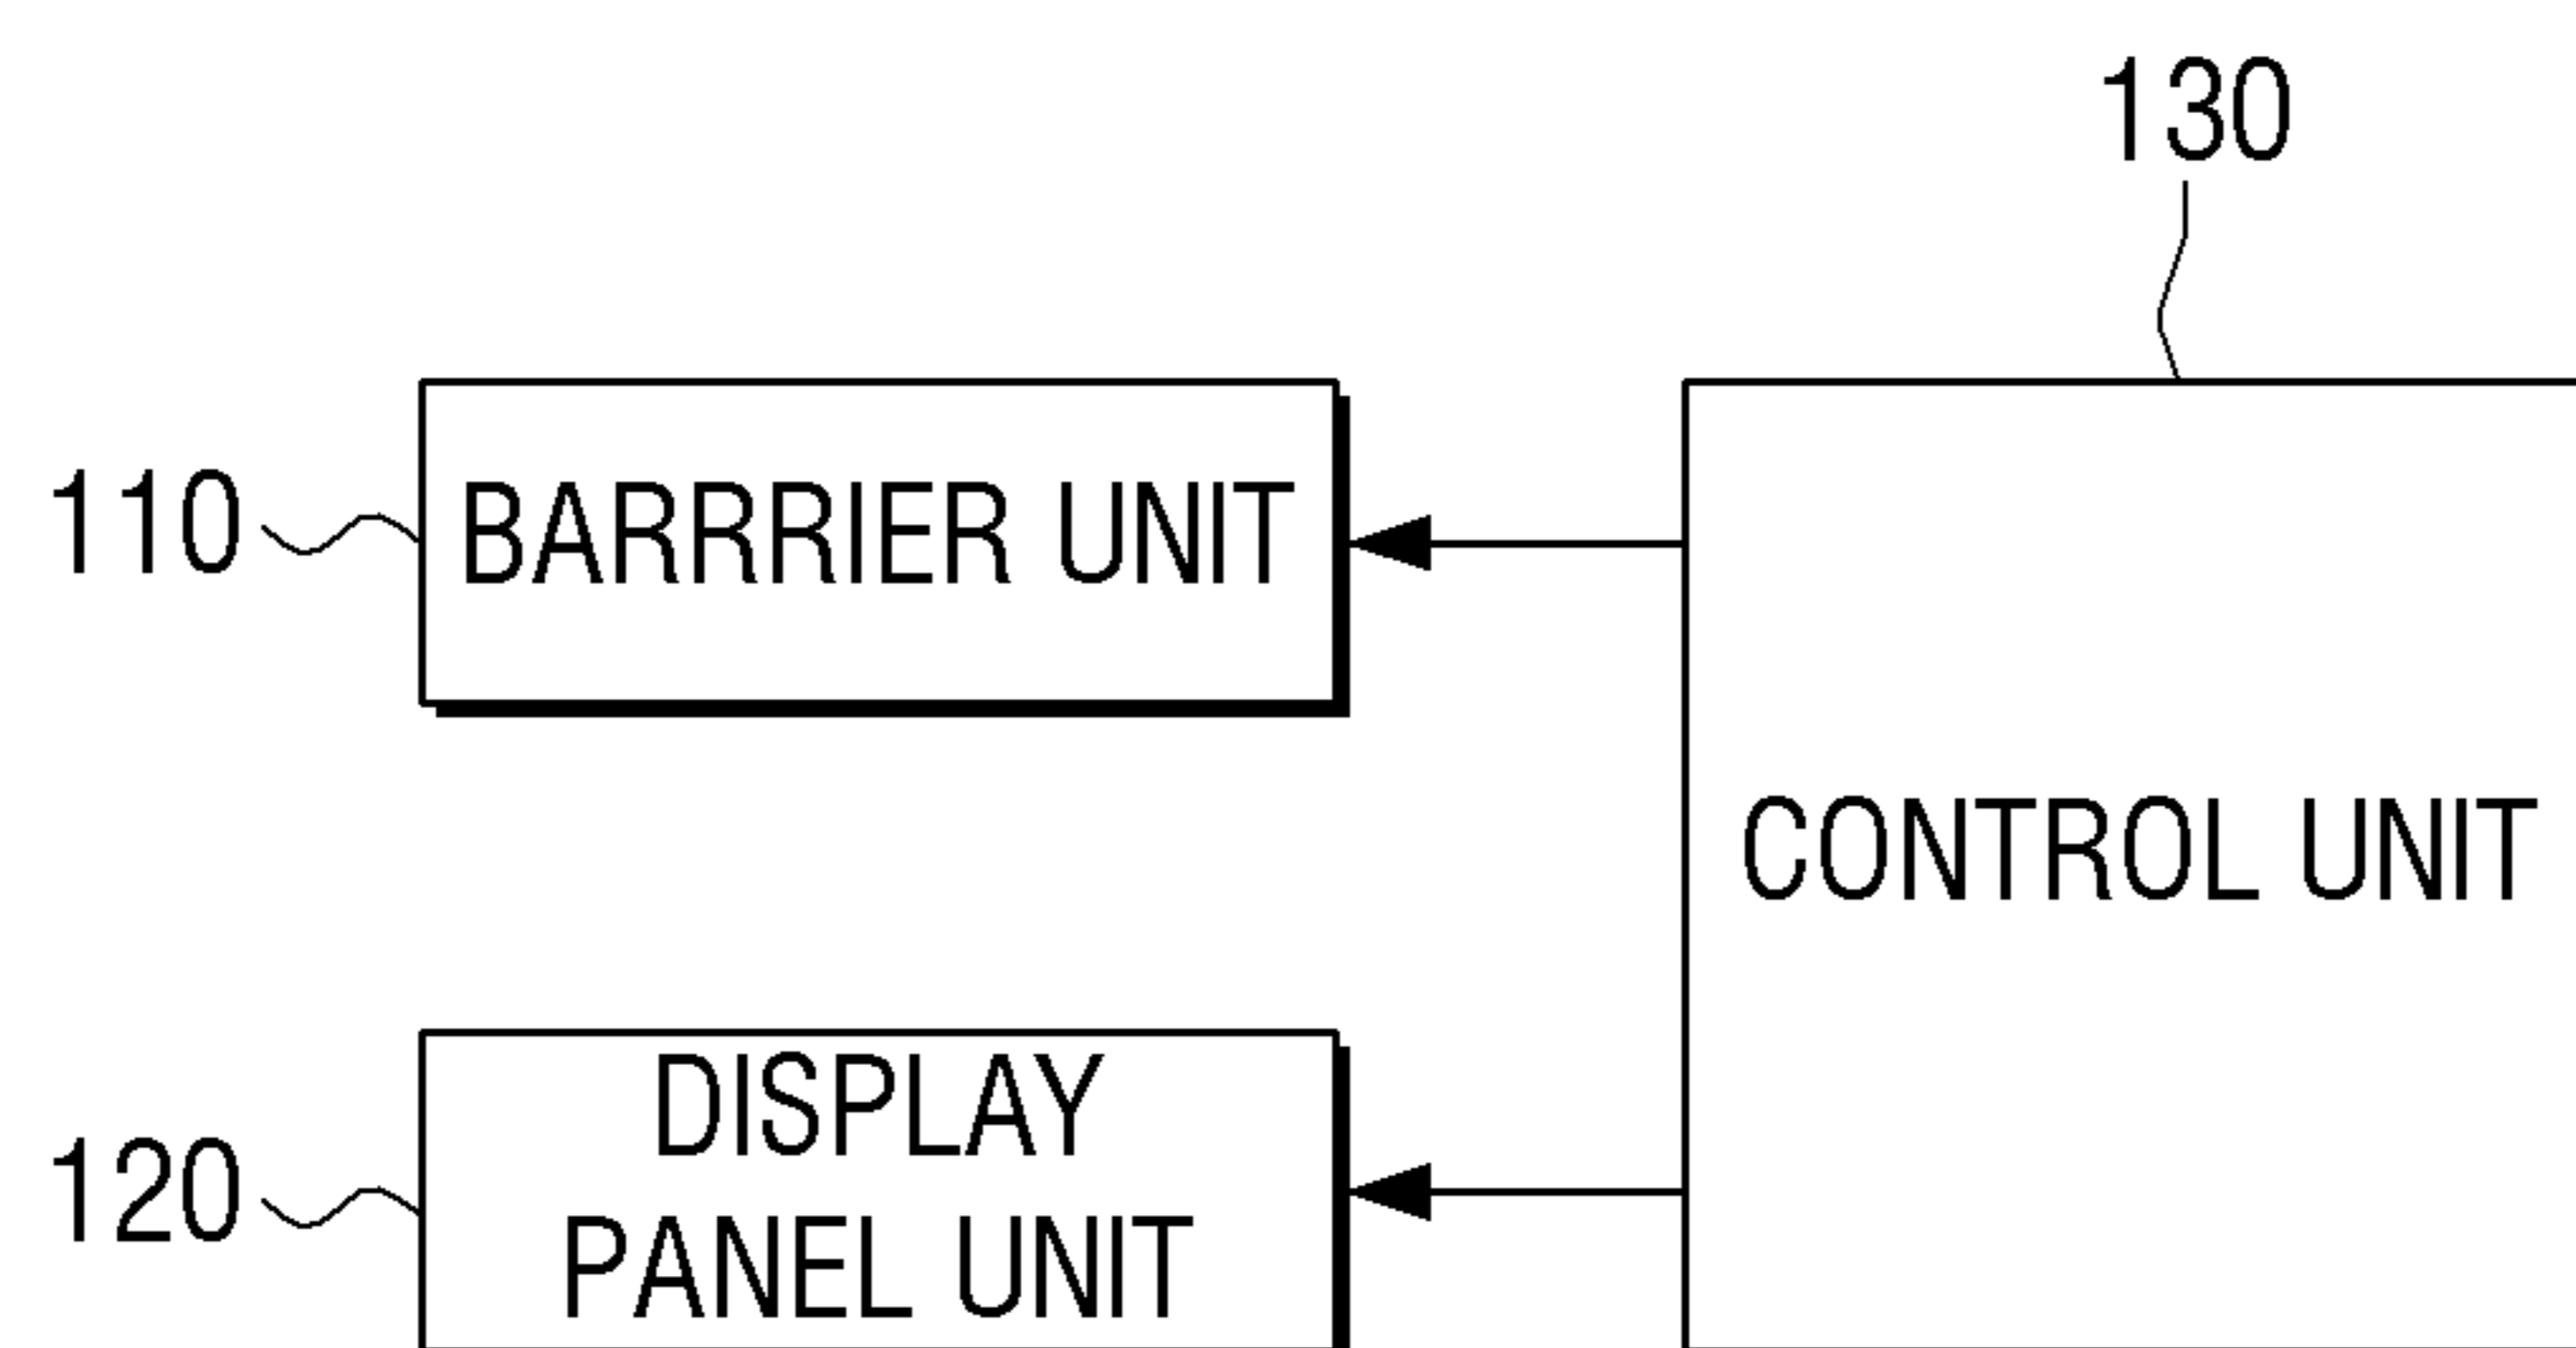 130
110
BARRRIER UNIT
CONTROL UNIT
120
DISPLAY
PANEL UNIT